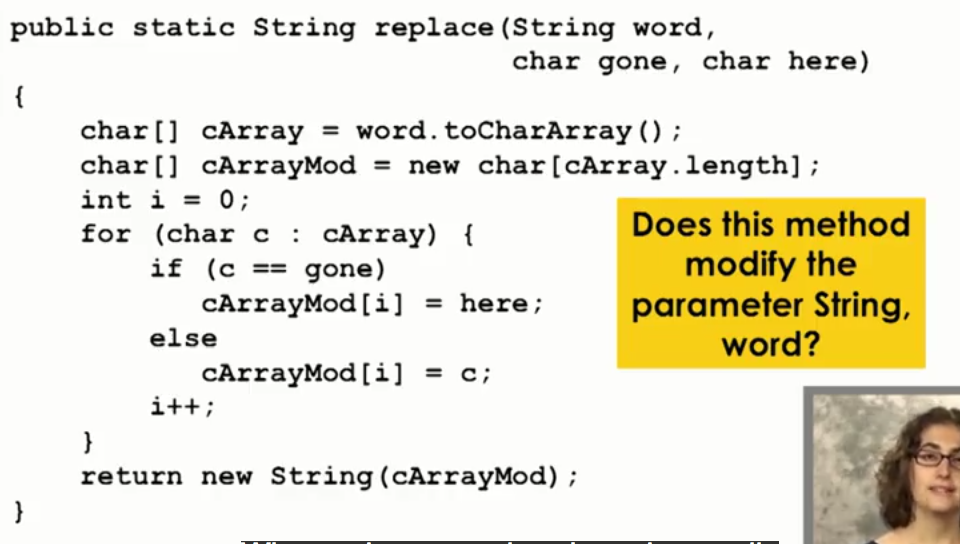 public static String replace(String word,
                             char gone, char here)
{
    char[] cArray = word.toCharArray();
    char[] cArrayMod = new char[cArray.length];
    int i = 0;
    for (char c : cArray) {
        if (c == gone)
           cArrayMod[i] = here;
        else
           cArrayMod[i] = c;
        i++;
    }
    return new String(cArrayMod);
}
Does this method
modify the
parameter String,
word?